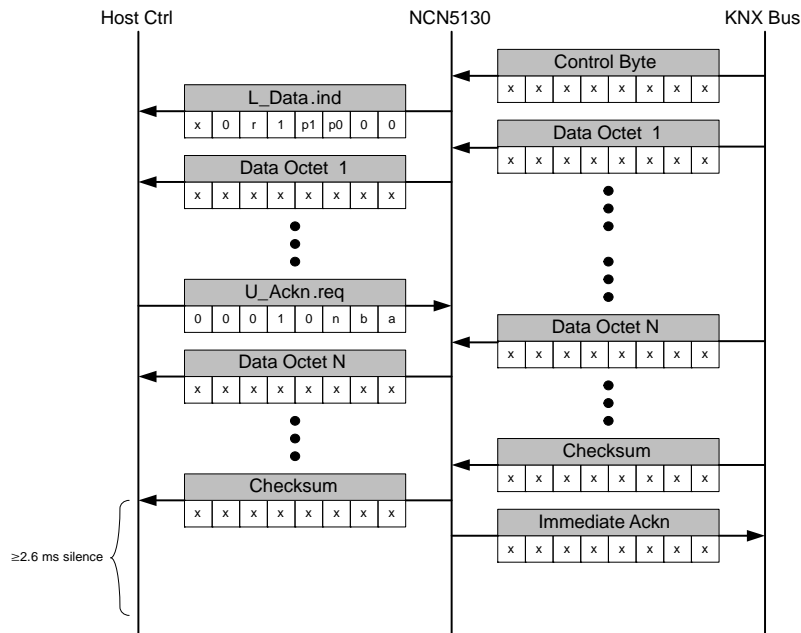 Host Ctrl NCN5130 KNX Bus
Control Byte
x x x x x x x x
L_Data.ind
x 0 r 1 p1 p0 0 0
Data Octet 1
x x x x x x x x
Data Octet 1
x x x x x x x x
U_Ackn.req
0 0 0 1 0 n b a
Data Octet N
x x x x x x x x
Data Octet N
x x x x x x x x
Checksum
x x x x x x x x
Checksum
x x x x x x x x
Immediate Ackn
x x x x x x x x
≥2.6 ms silence